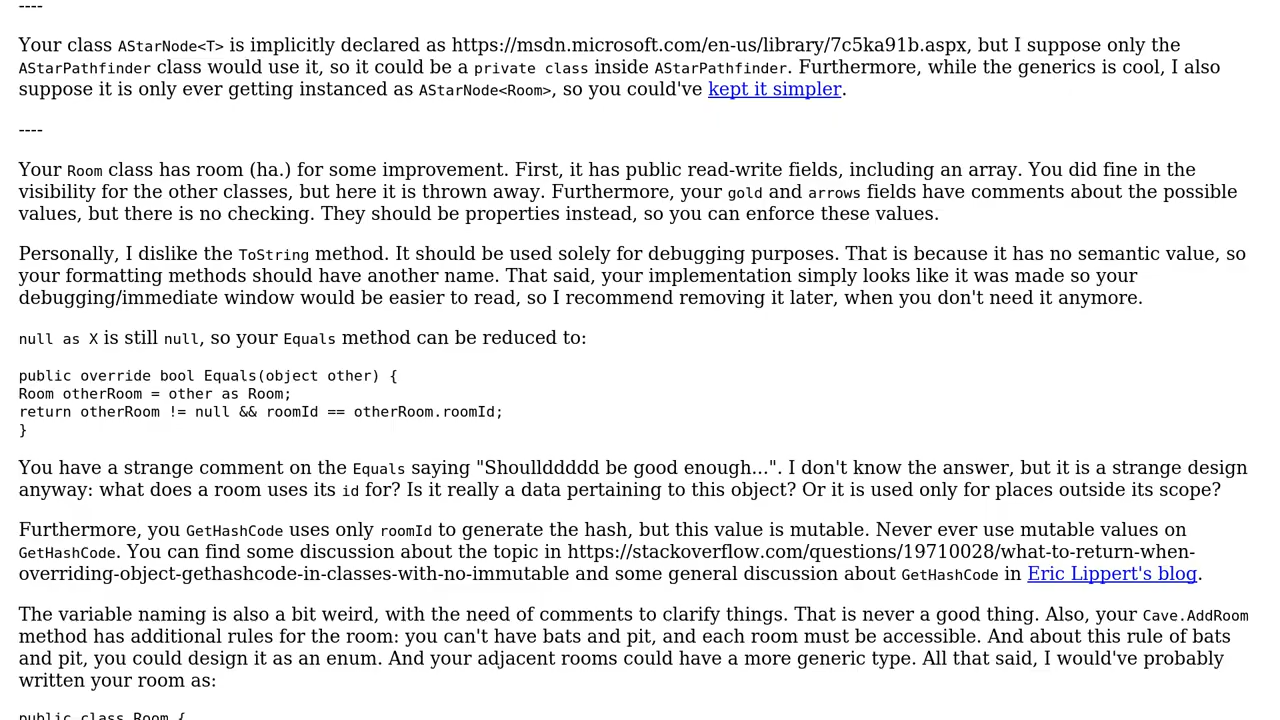 ----
Your class AStarNode<T> is implicitly declared as https://msdn.microsoft.com/en-us/library/7c5ka91b.aspx, but I suppose only the
AStarPathfinder class would use it, so it could be a private class inside AStarPathfinder. Furthermore, while the generics is cool, I also
suppose it is only ever getting instanced as AStarNode<Room>, so you could've kept it simpler.
----
Your Room class has room (ha.) for some improvement. First, it has public read-write fields, including an array. You did fine in the
visibility for the other classes, but here it is thrown away. Furthermore, your gold and arrows fields have comments about the possible
values, but there is no checking. They should be properties instead, so you can enforce these values.
Personally, I dislike the ToString method. It should be used solely for debugging purposes. That is because it has no semantic value, so
your formatting methods should have another name. That said, your implementation simply looks like it was made so your
debugging/immediate window would be easier to read, so I recommend removing it later, when you don't need it anymore.
null as X is still null, so your Equals method can be reduced to:
public override bool Equals(object other) {
Room otherRoom = other as Room;
return otherRoom != null && roomId == otherRoom.roomId;
}
You have a strange comment on the Equals saying "Shoulddddd be good enough...". I don't know the answer, but it is a strange design
anyway: what does a room uses its id for? Is it really a data pertaining to this object? Or it is used only for places outside its scope?
Furthermore, you GetHashCode uses only roomId to generate the hash, but this value is mutable. Never ever use mutable values on
GetHashCode. You can find some discussion about the topic in https://stackoverflow.com/questions/19710028/what-to-return-when-
overriding-object-gethashcode-in-classes-with-no-immutable and some general discussion about GetHashCode in Eric Lippert's blog.
The variable naming is also a bit weird, with the need of comments to clarify things. That is never a good thing. Also, your Cave.AddRoom
method has additional rules for the room: you can't have bats and pit, and each room must be accessible. And about this rule of bats
and pit, you could design it as an enum. And your adjacent rooms could have a more generic type. All that said, I would've probably
written your room as:
public class Room {